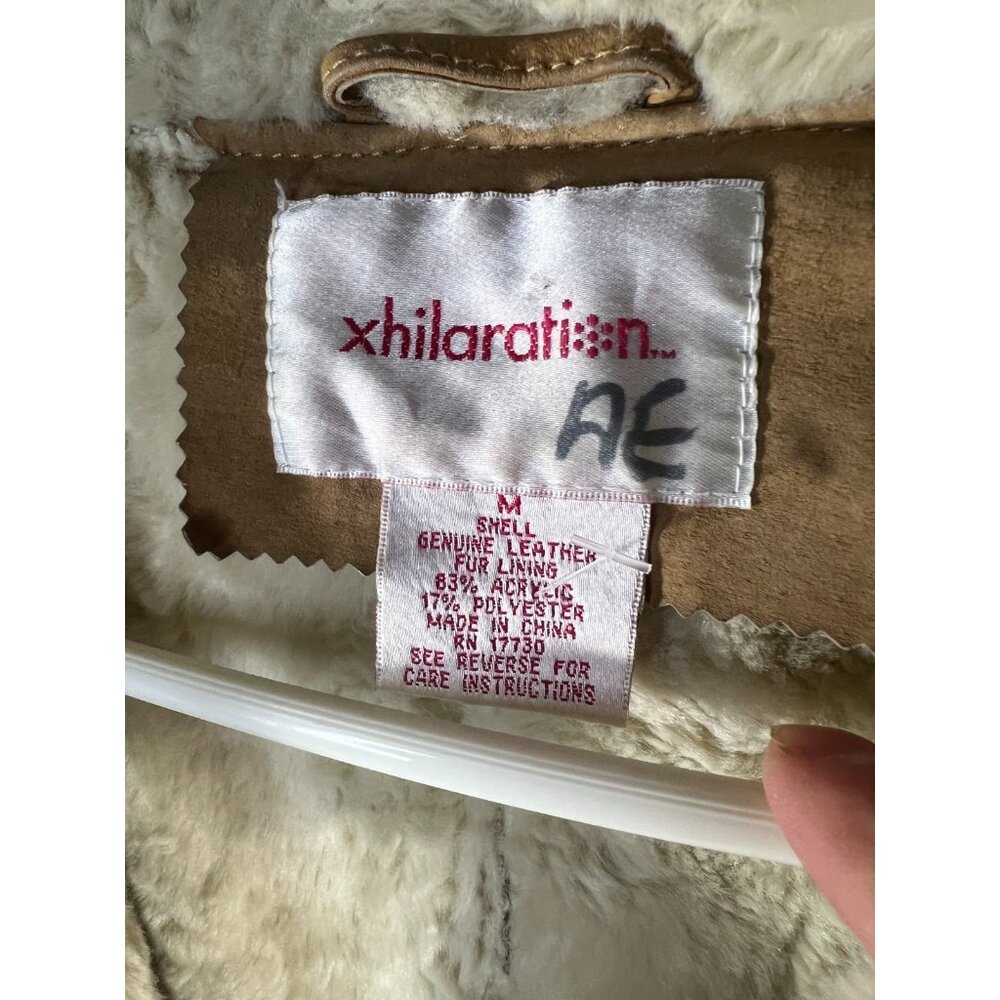 xhilaration™
AE
M
SHELL
GENUINE LEATHER
FUR LINING
83% ACRYLIC
17% POLYESTER
MADE IN CHINA
RN 17730
SEE REVERSE FOR
CARE INSTRUCTIONS